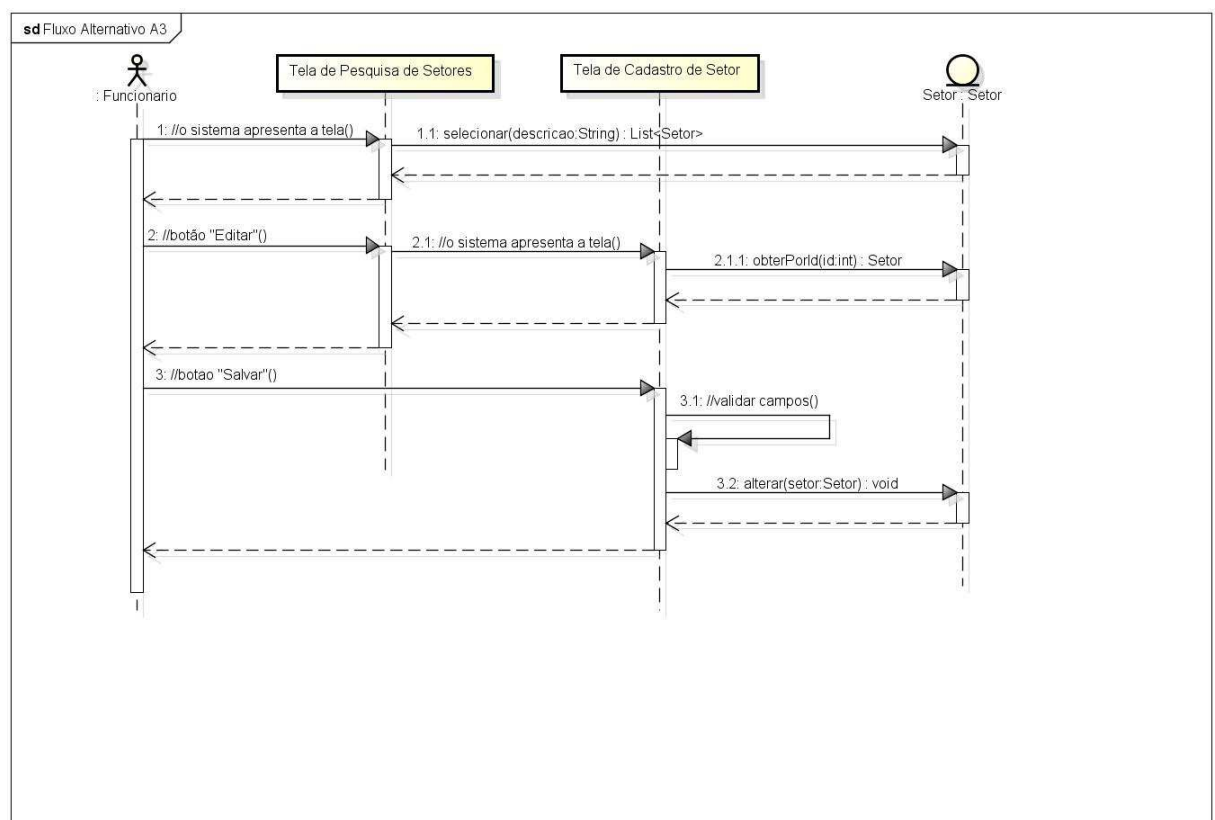 sd Fluxo Alternativo A3
Tela de Pesquisa de Setores
Tela de Cadastro de Setor
: Funcionario
Setor : Setor
1: //o sistema apresenta a tela()
1.1: selecionar(descricao:String) : List<Setor>
2: //botão "Editar"()
2.1: //o sistema apresenta a tela()
2.1.1: obterPorId(id:int) : Setor
3: //botao "Salvar"()
3.1: //validar campos()
3.2: alterar(setor:Setor) : void